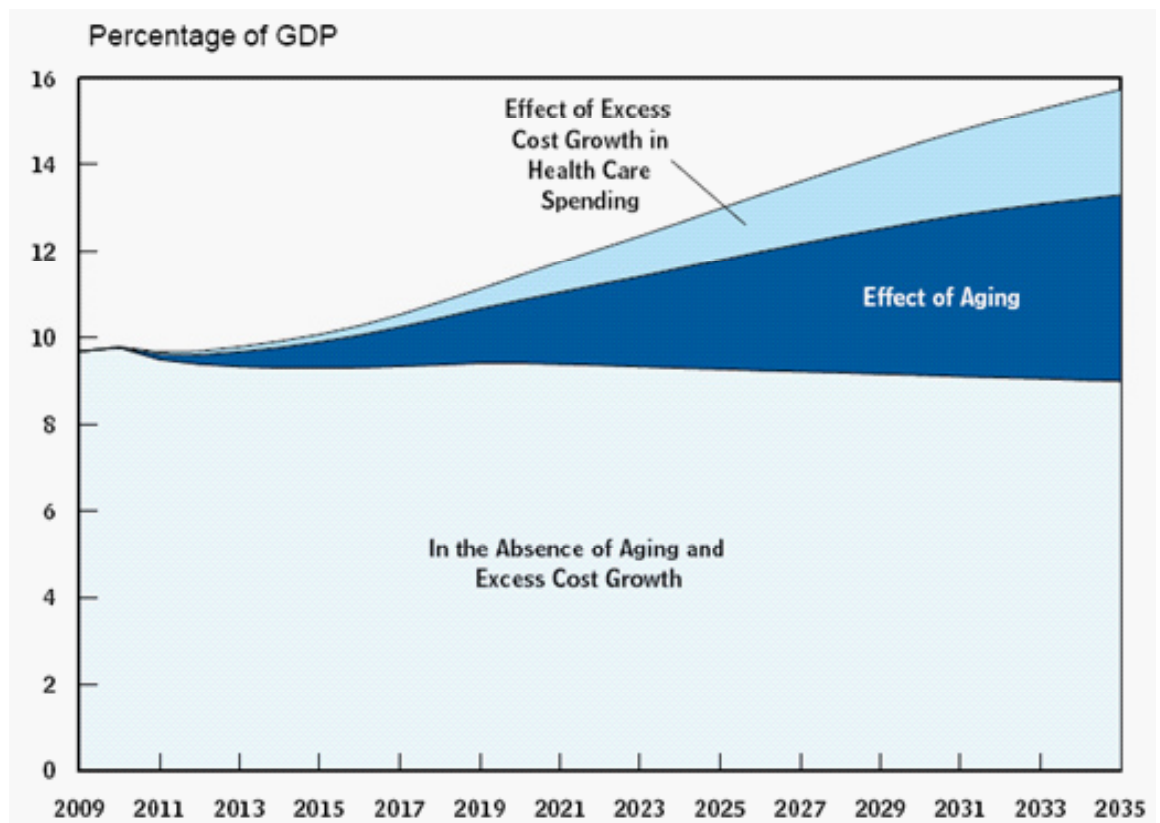 Percentage of GDP
16
Effect of Excess
Cost Growth in
Health Care
Spending
14
12
Effect of Aging
10
8
6
In the Absence of Aging and
Excess Cost Growth
4
2
0
2009 2011 2013 2015 2017 2019 2021 2023 2025 2027 2029 2031 2033 2035